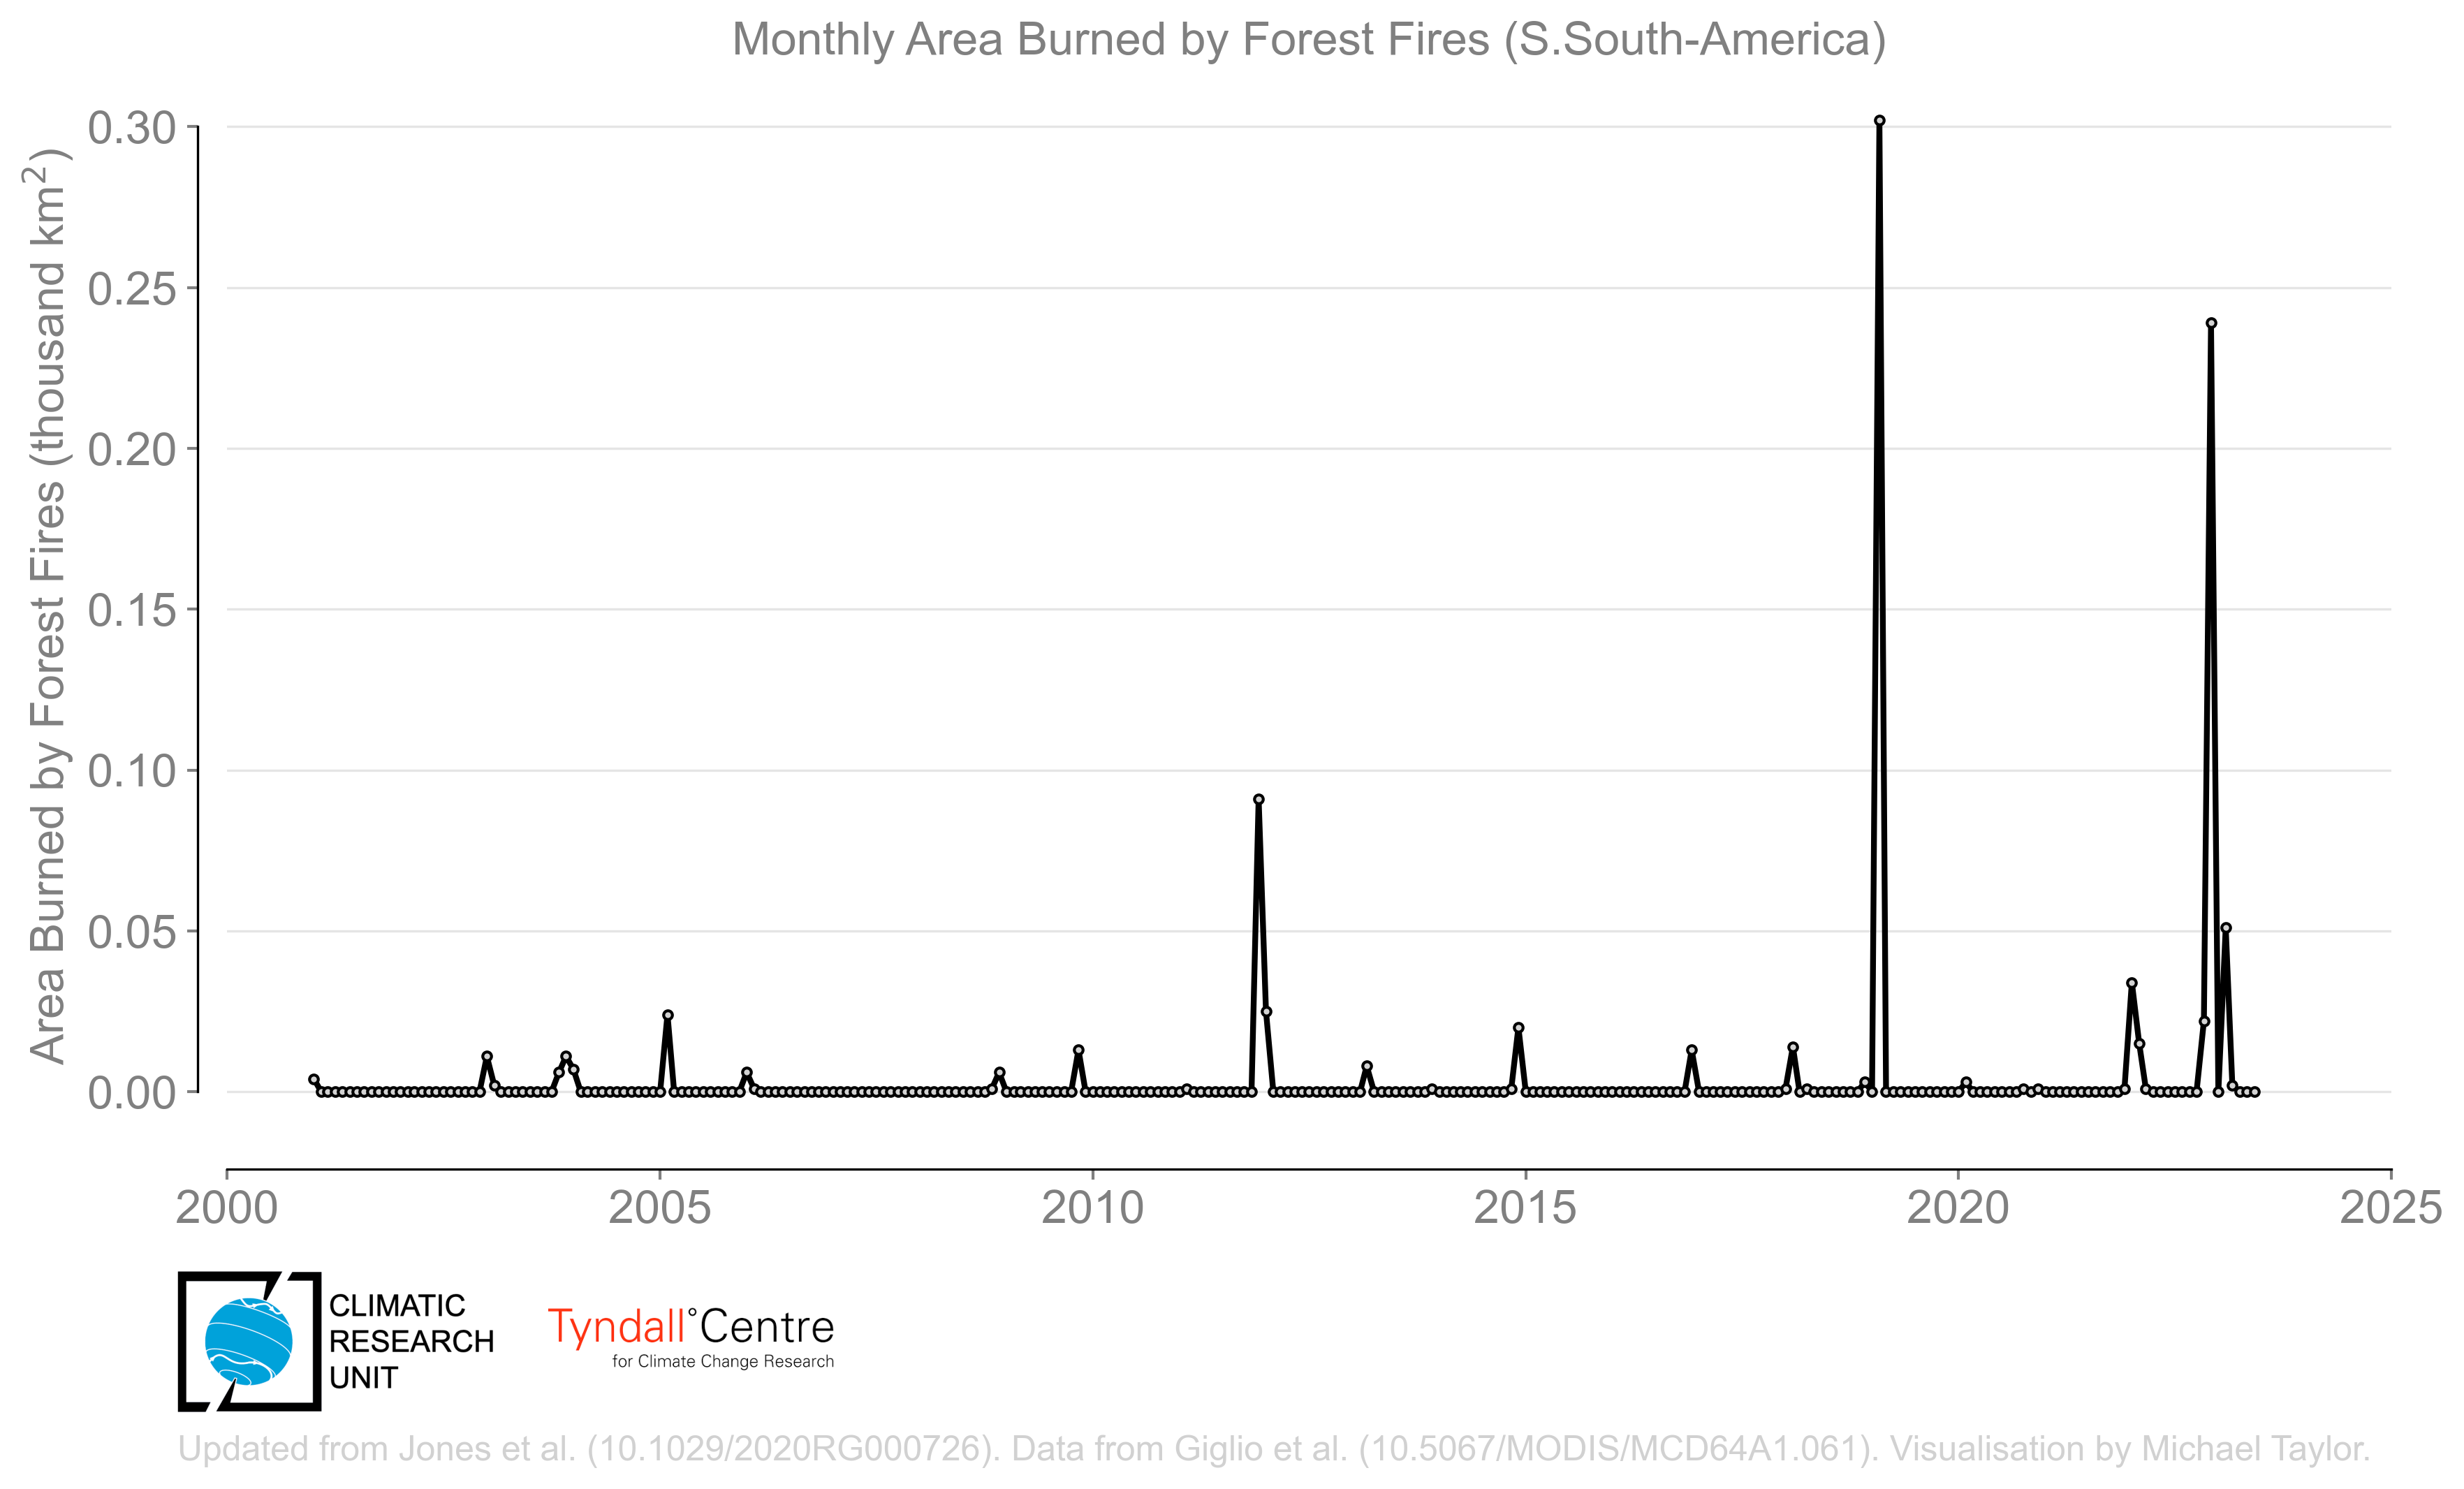 Monthly Area Burned by Forest Fires (S.South-America)
Area Burned by Forest Fires (thousand km²)
0.30
0.25
0.20
0.15
0.10
0.05
0.00
2000 2005 2010 2015 2020 2025
CLIMATIC
RESEARCH
UNIT
Tyndall°Centre
for Climate Change Research
Updated from Jones et al. (10.1029/2020RG000726). Data from Giglio et al. (10.5067/MODIS/MCD64A1.061). Visualisation by Michael Taylor.